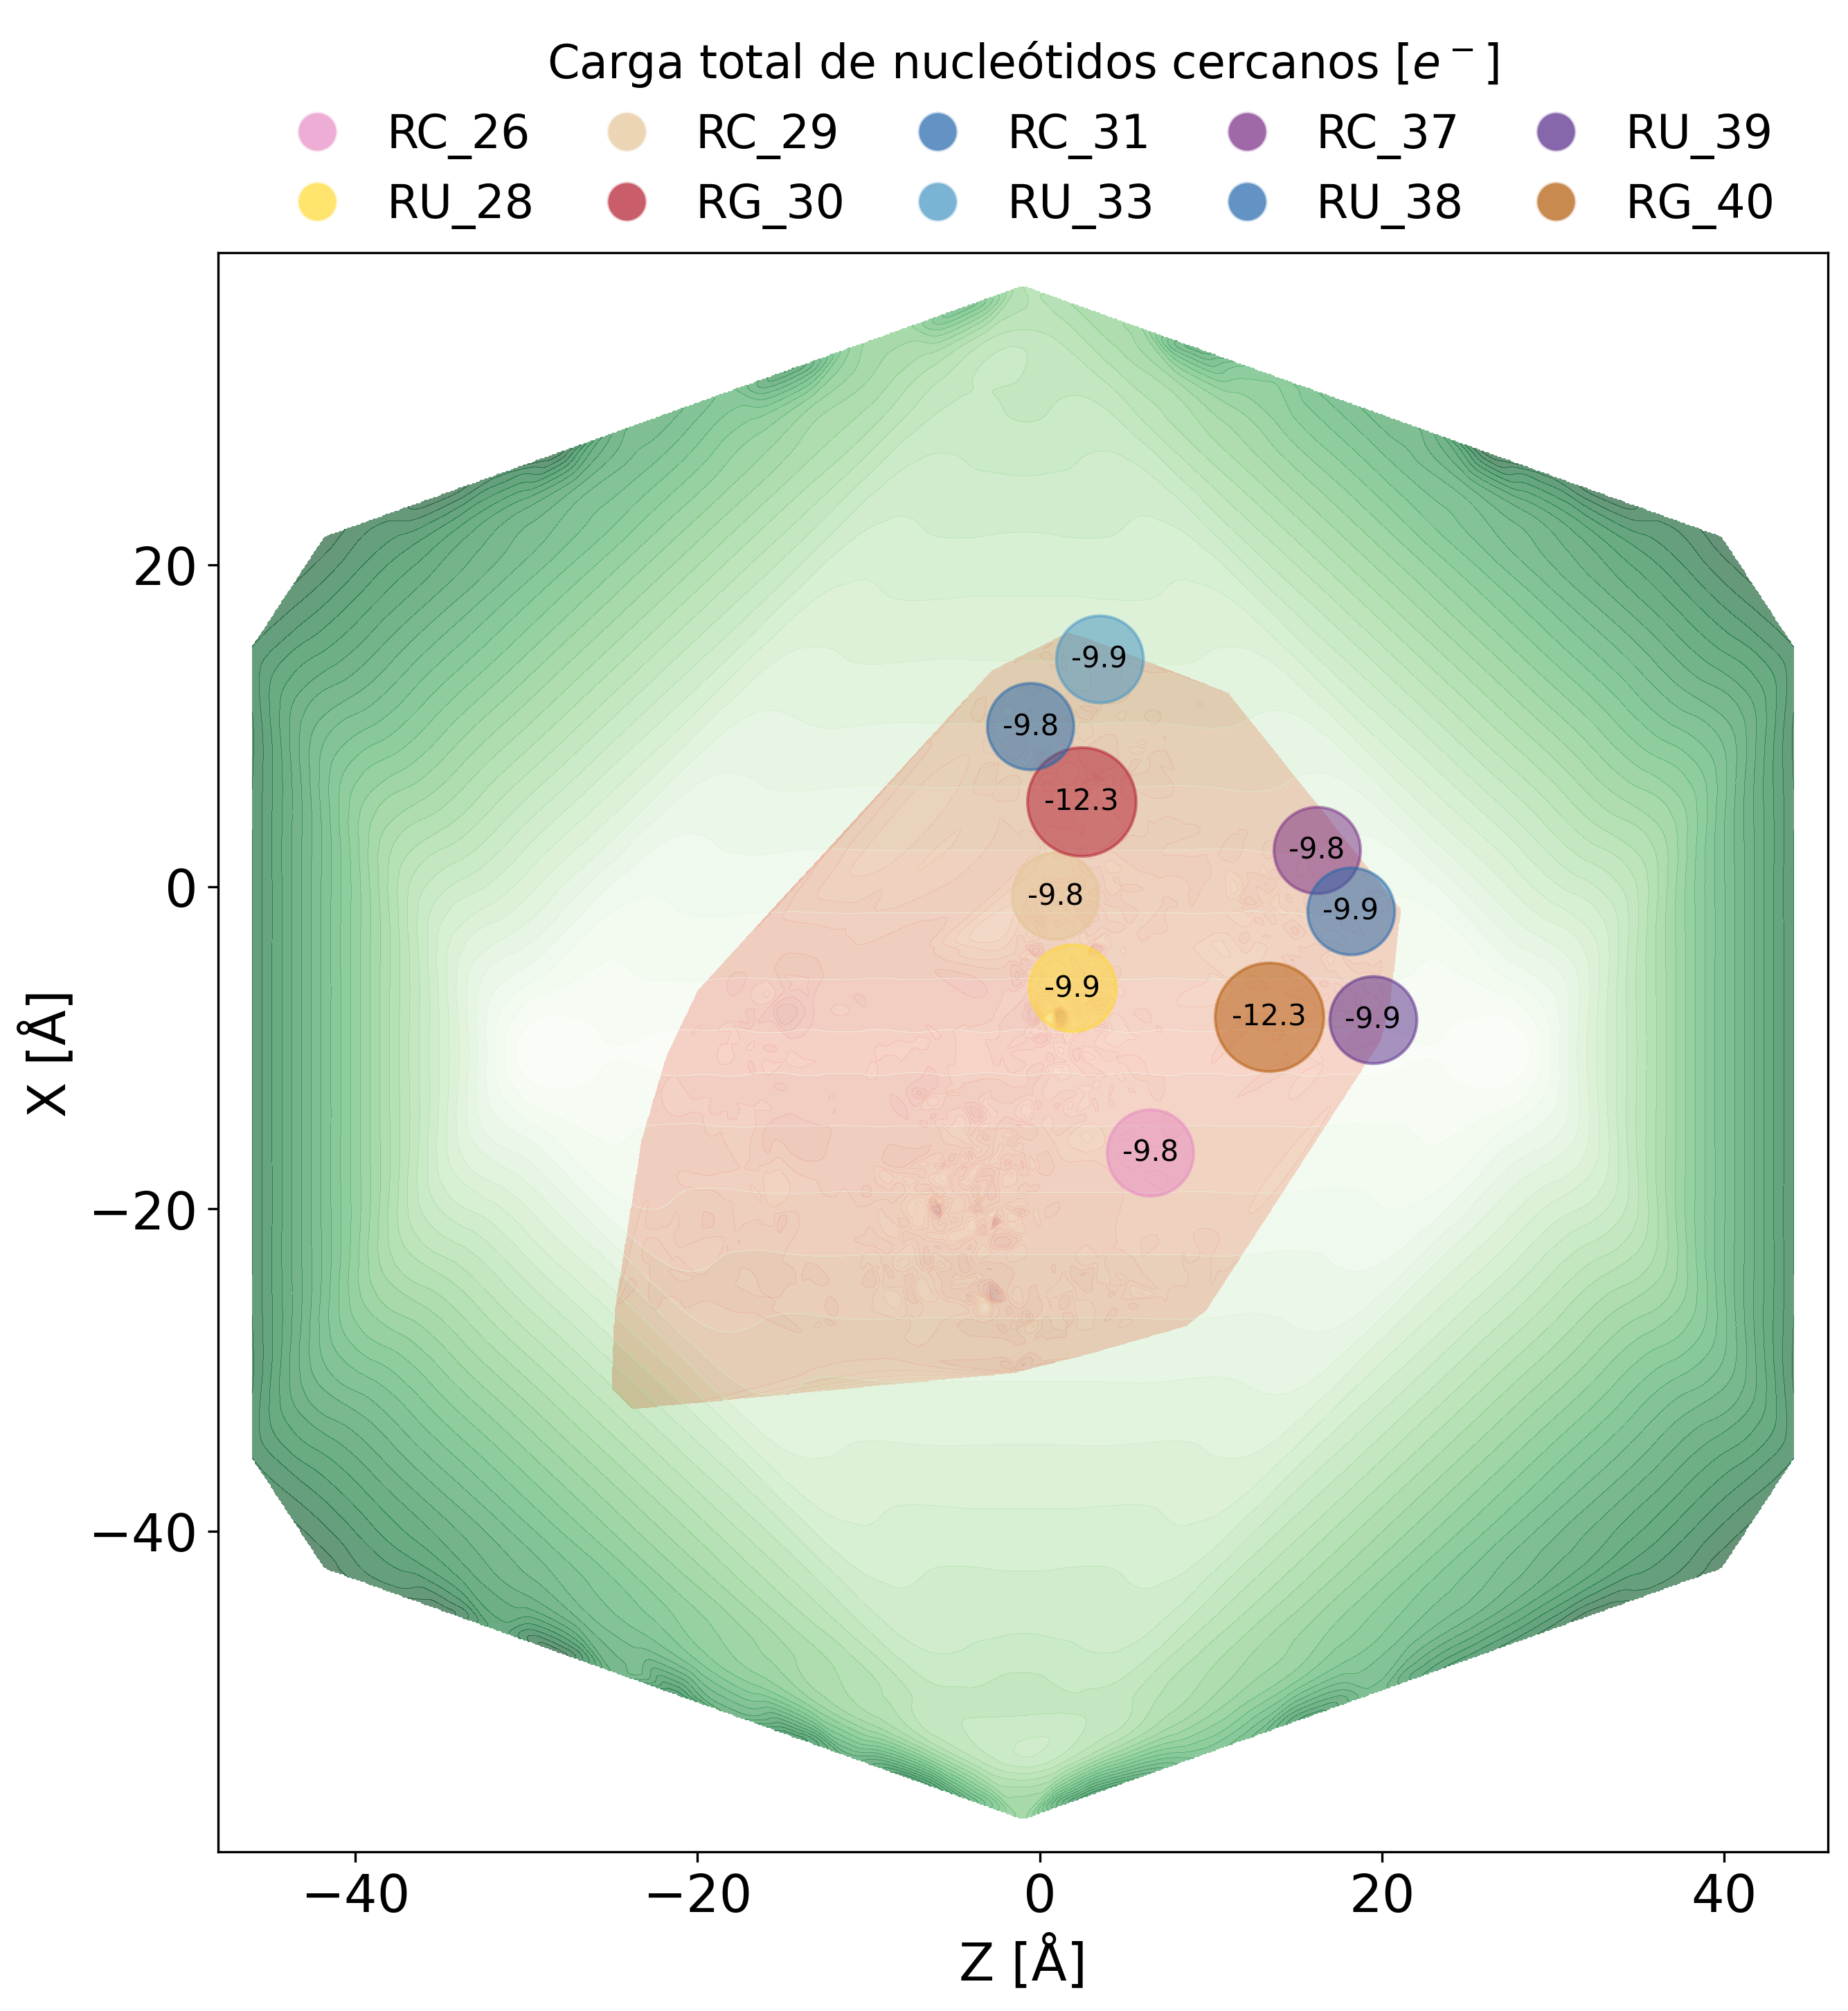 Carga total de nucleótidos cercanos [e⁻]
RC_26 RC_29 RC_31 RC_37 RU_39
RU_28 RG_30 RU_33 RU_38 RG_40
X [Å]
20
0
−20
−40
-9.9
-9.8
-12.3
-9.8
-9.8
-9.9
-9.9
-12.3
-9.9
-9.8
−40 −20 0 20 40
Z [Å]